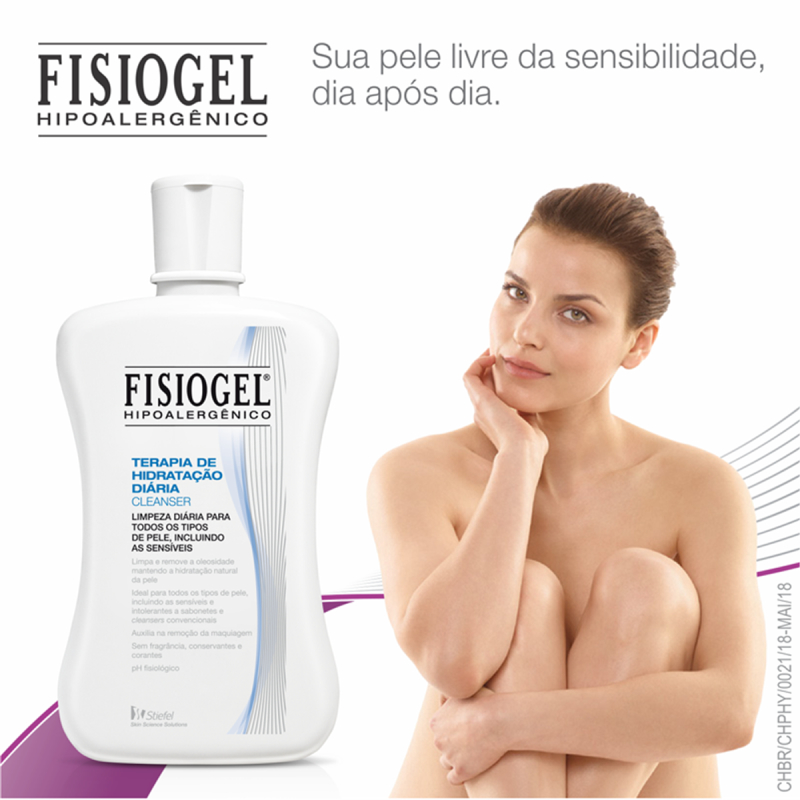 FISIOGEL
HIPOALERGÊNICO
Sua pele livre da sensibilidade,
dia após dia.
FISIOGEL®
HIPOALERGÊNICO
TERAPIA DE
HIDRATAÇÃO
DIÁRIA
CLEANSER
LIMPEZA DIÁRIA PARA
TODOS OS TIPOS
DE PELE, INCLUINDO
AS SENSÍVEIS
Limpa e remove a oleosidade
mantendo a hidratação natural
da pele
Ideal para todos os tipos de pele,
incluindo as sensíveis e
intolerantes a sabonetes e
cleansers convencionais
Auxilia na remoção da maquiagem
Sem fragrância, conservantes e
corantes
pH fisiológico
Stiefel
Skin Science Solutions
CHBR/CHPHY/0021/18-MAI/18